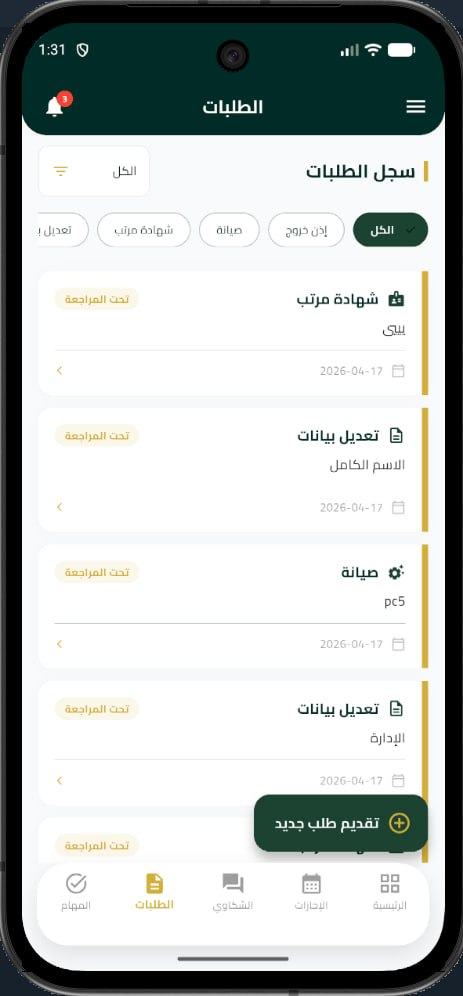 1:31
3
الطلبات
سجل الطلبات
الكل
الكل
إذن خروج
صيانة
شهادة مرتب
تعديل
شهادة مرتب
تحت المراجعة
2026-04-17
تعديل بيانات
تحت المراجعة
الاسم الكامل
2026-04-17
صيانة
تحت المراجعة
pc5
2026-04-17
تعديل بيانات
تحت المراجعة
الإدارة
2026-04-17
تحت المراجعة
تقديم طلب جديد
الرئيسية
الإجازات
الشكاوي
الطلبات
المهام